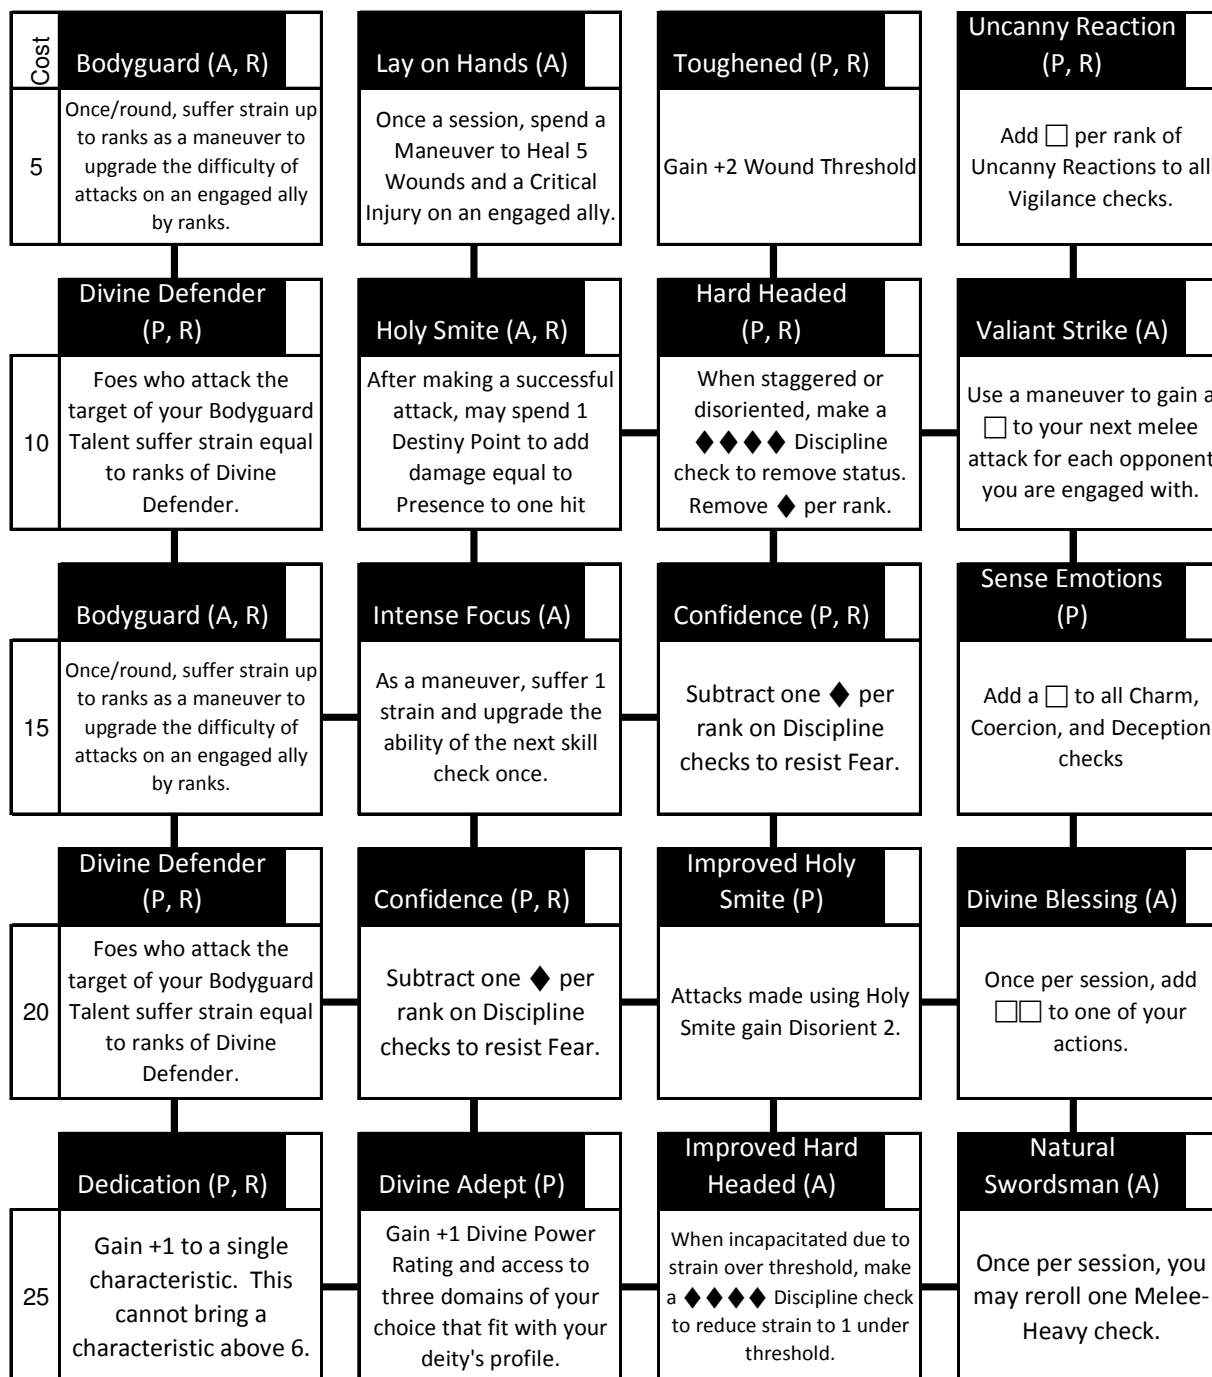 Cost
Bodyguard (A, R)
Lay on Hands (A)
Toughened (P, R)
Uncanny Reaction
(P, R)
5
Once/round, suffer strain up
to ranks as a maneuver to
upgrade the difficulty of
attacks on an engaged ally
by ranks.
Once a session, spend a
Maneuver to Heal 5
Wounds and a Critical
Injury on an engaged ally.
Gain +2 Wound Threshold
Add □ per rank of
Uncanny Reactions to all
Vigilance checks.
Divine Defender
(P, R)
Holy Smite (A, R)
Hard Headed
(P, R)
Valiant Strike (A)
10
Foes who attack the
target of your Bodyguard
Talent suffer strain equal
to ranks of Divine
Defender.
After making a successful
attack, may spend 1
Destiny Point to add
damage equal to
Presence to one hit
When staggered or
disoriented, make a
♦♦♦♦ Discipline
check to remove status.
Remove ♦ per rank.
Use a maneuver to gain a
□ to your next melee
attack for each opponent
you are engaged with.
Bodyguard (A, R)
Intense Focus (A)
Confidence (P, R)
Sense Emotions
(P)
15
Once/round, suffer strain up
to ranks as a maneuver to
upgrade the difficulty of
attacks on an engaged ally
by ranks.
As a maneuver, suffer 1
strain and upgrade the
ability of the next skill
check once.
Subtract one ♦ per
rank on Discipline
checks to resist Fear.
Add a □ to all Charm,
Coercion, and Deception
checks
Divine Defender
(P, R)
Confidence (P, R)
Improved Holy
Smite (P)
Divine Blessing (A)
20
Foes who attack the
target of your Bodyguard
Talent suffer strain equal
to ranks of Divine
Defender.
Subtract one ♦ per
rank on Discipline
checks to resist Fear.
Attacks made using Holy
Smite gain Disorient 2.
Once per session, add
□□ to one of your
actions.
Dedication (P, R)
Divine Adept (P)
Improved Hard
Headed (A)
Natural
Swordsman (A)
25
Gain +1 to a single
characteristic. This
cannot bring a
characteristic above 6.
Gain +1 Divine Power
Rating and access to
three domains of your
choice that fit with your
deity's profile.
When incapacitated due to
strain over threshold, make
a ♦♦♦♦ Discipline check
to reduce strain to 1 under
threshold.
Once per session, you
may reroll one Melee-
Heavy check.